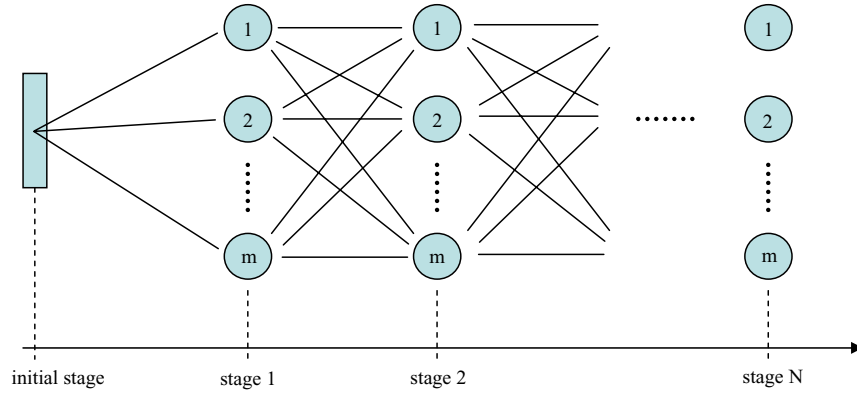 1 1 1
2 2 ....... 2
m m m
initial stage stage 1 stage 2 stage N